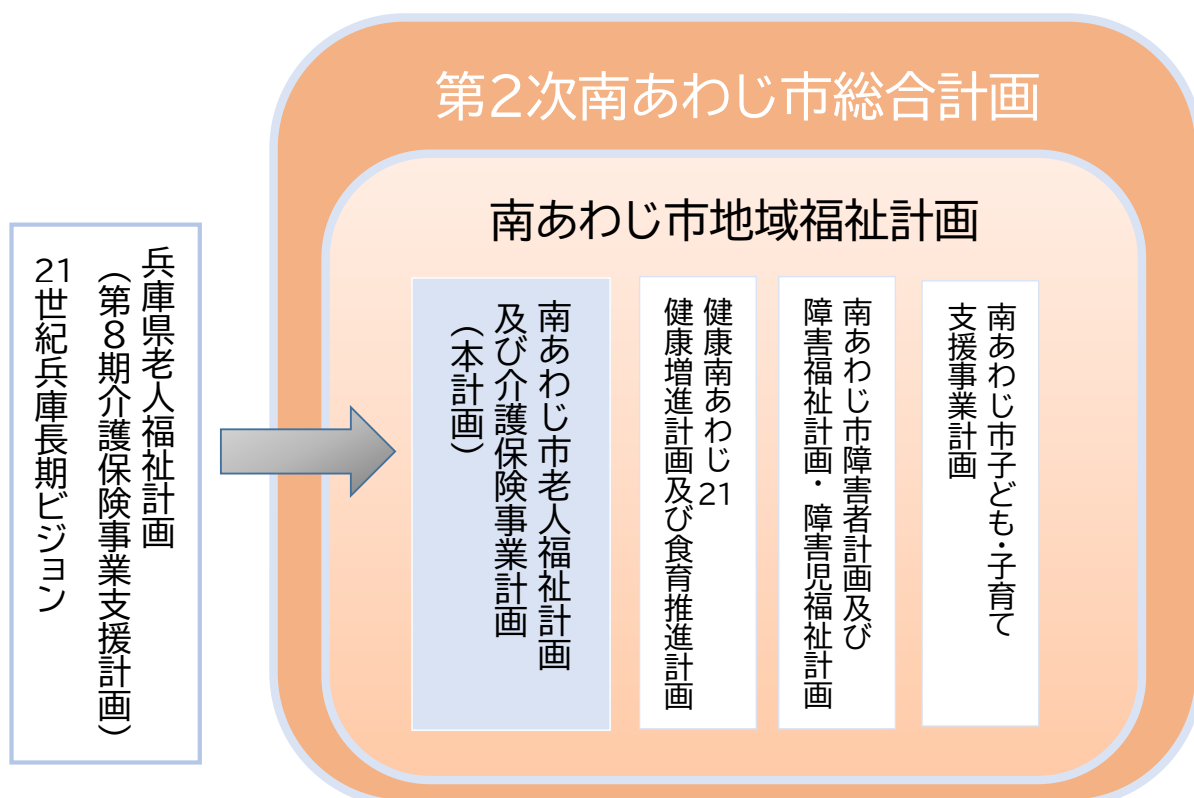 第2次南あわじ市総合計画
南あわじ市地域福祉計画
兵庫県老人福祉計画
（第8期介護保険事業支援計画）
21世紀兵庫長期ビジョン
南あわじ市老人福祉計画
及び介護保険事業計画
（本計画）
健康南あわじ21
健康増進計画及び食育推進計画
南あわじ市障害者計画及び
障害福祉計画・障害児福祉計画
南あわじ市子ども・子育て
支援事業計画